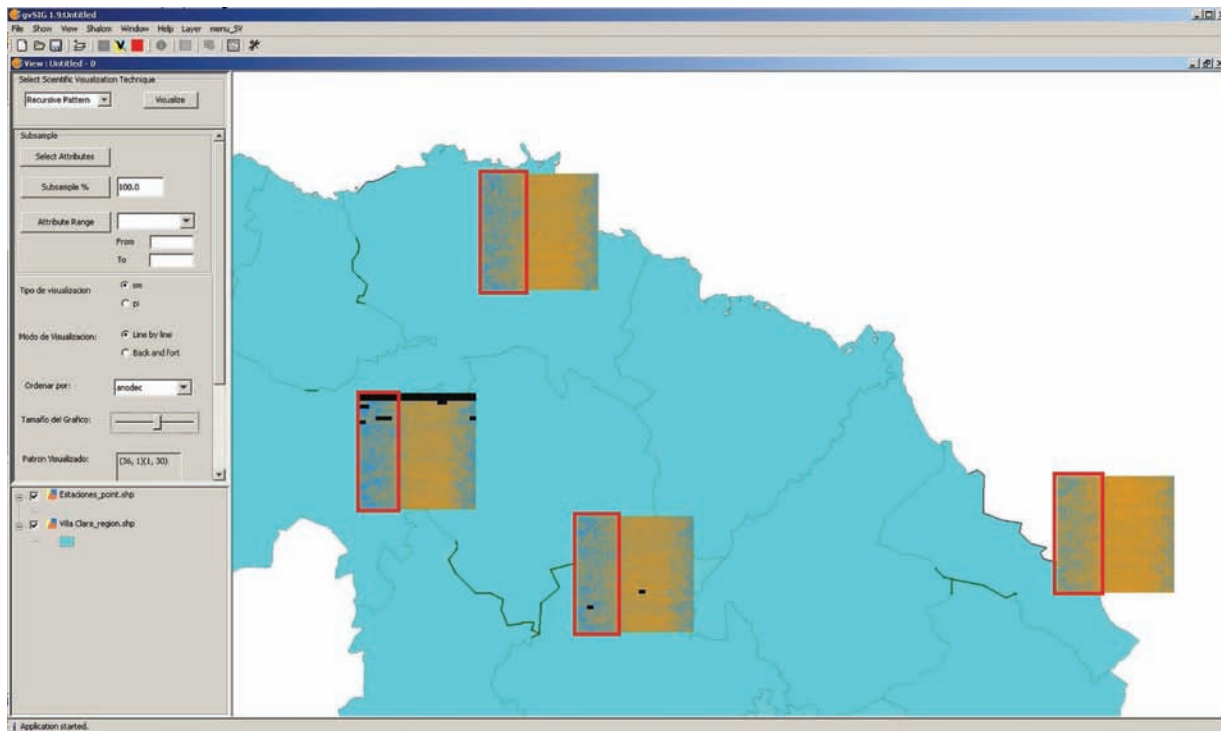 gvSIG 1.9:Untitled
File Show View Shalom Window Help Layer menu_SV
View : Untitled - 0
Select Scientific Visualization Technique
Recursive Pattern Visualize
Subsample
Select Attributes
Subsample % 100.0
Attribute Range
From
To
Tipo de visualizacion sm
pi
Modo de Visualizacion: Line by line
Back and fort
Ordenar por: anodec
Tamaño del Grafico:
Patron Visualizado: (36, 1)(1, 30)
Estaciones_point.shp
Villa Clara_region.shp
Application started.